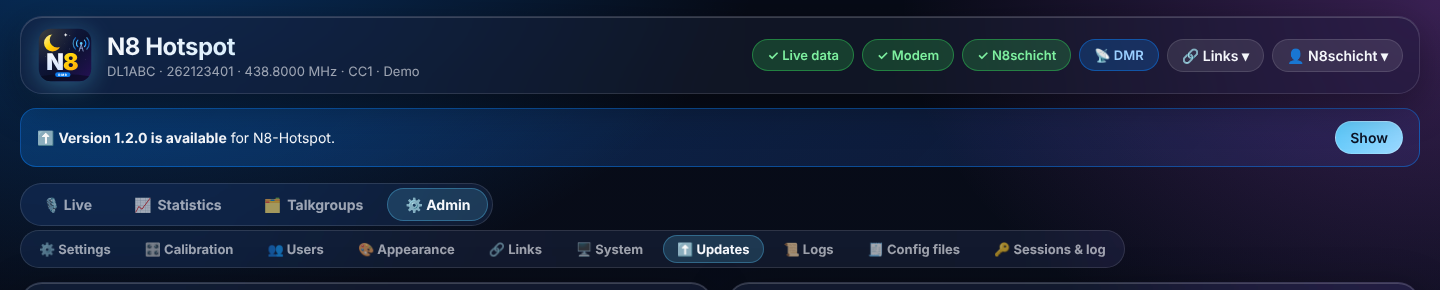 N8
DMR
N8 Hotspot
DL1ABC · 262123401 · 438.8000 MHz · CC1 · Demo
✓ Live data
✓ Modem
✓ N8schicht
📡 DMR
🔗 Links ▾
👤 N8schicht ▾
⬆️ Version 1.2.0 is available for N8-Hotspot.
Show
🎙️ Live
📈 Statistics
🗂️ Talkgroups
⚙️ Admin
⚙️ Settings
🎛️ Calibration
👥 Users
🎨 Appearance
🔗 Links
🖥️ System
⬆️ Updates
📜 Logs
🧾 Config files
🔑 Sessions & log